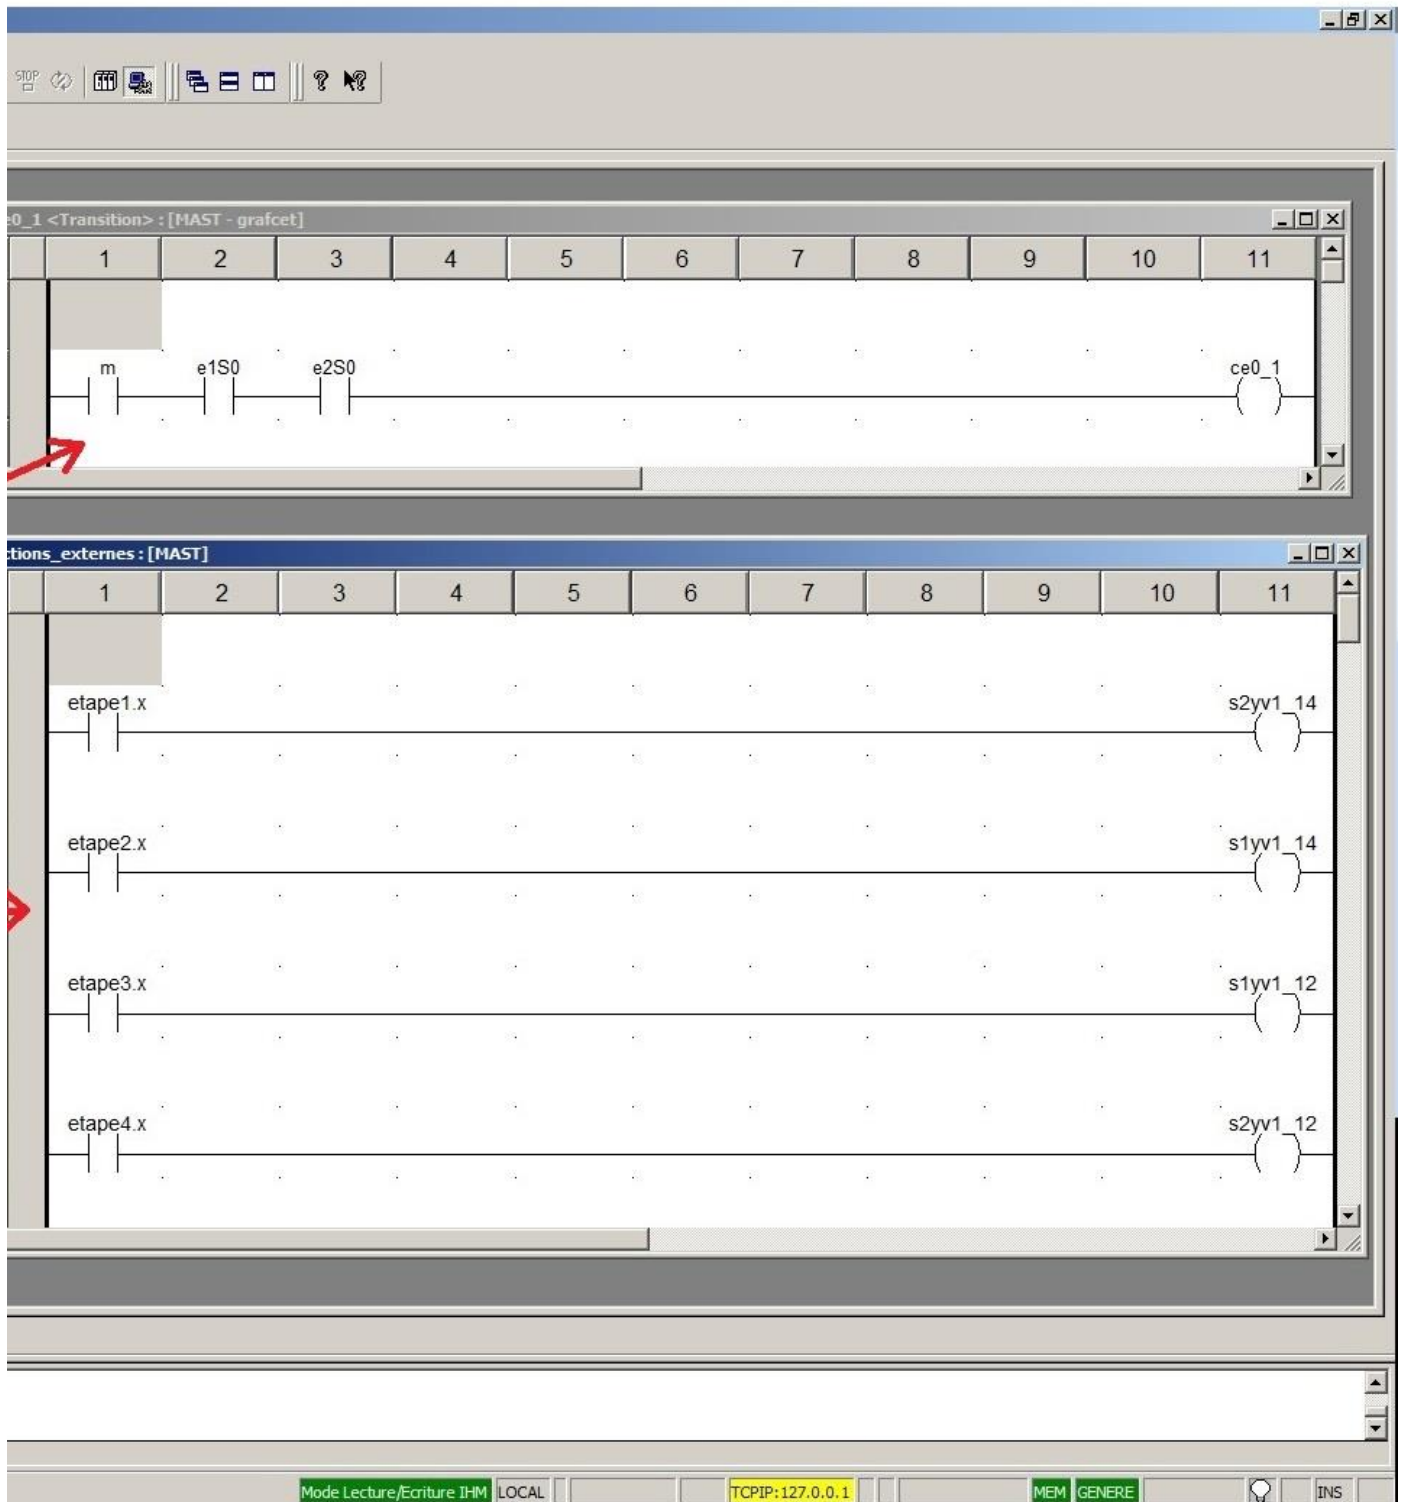 STOP
e0_1 <Transition> : [MAST - grafcet]
1 2 3 4 5 6 7 8 9 10 11
m e1S0 e2S0 ce0_1
ctions_externes : [MAST]
1 2 3 4 5 6 7 8 9 10 11
etape1.x s2yv1_14
etape2.x s1yv1_14
etape3.x s1yv1_12
etape4.x s2yv1_12
Mode Lecture/Ecriture IHM LOCAL TCPIP:127.0.0.1 MEM GENERE INS